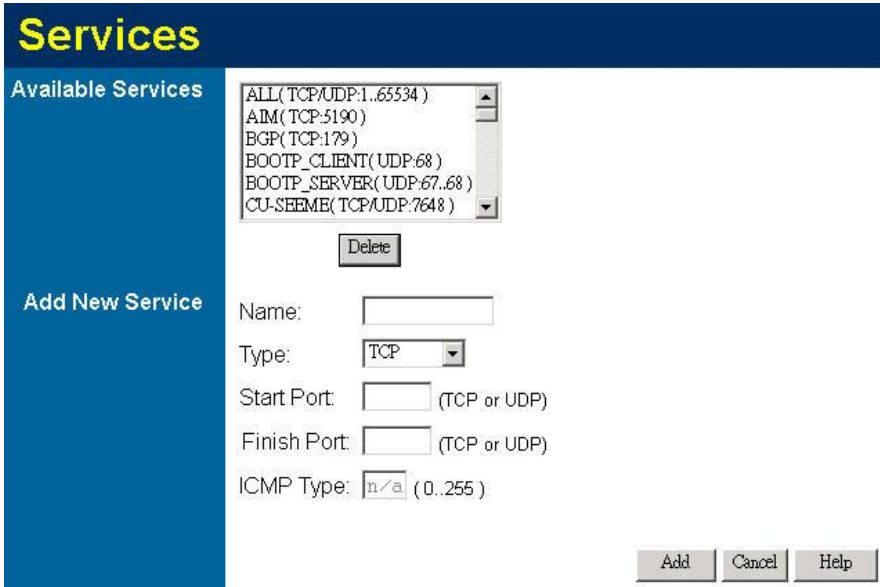 Services
Available Services
ALL( TCP/UDP:1..65534 )
AIM( TCP:5190 )
BGP( TCP:179 )
BOOTP_CLIENT( UDP:68 )
BOOTP_SERVER( UDP:67..68 )
CU-SEEME( TCP/UDP:7648 )
Delete
Add New Service
Name:
Type: TCP
Start Port: (TCP or UDP)
Finish Port: (TCP or UDP)
ICMP Type: n/a ( 0..255 )
Add Cancel Help